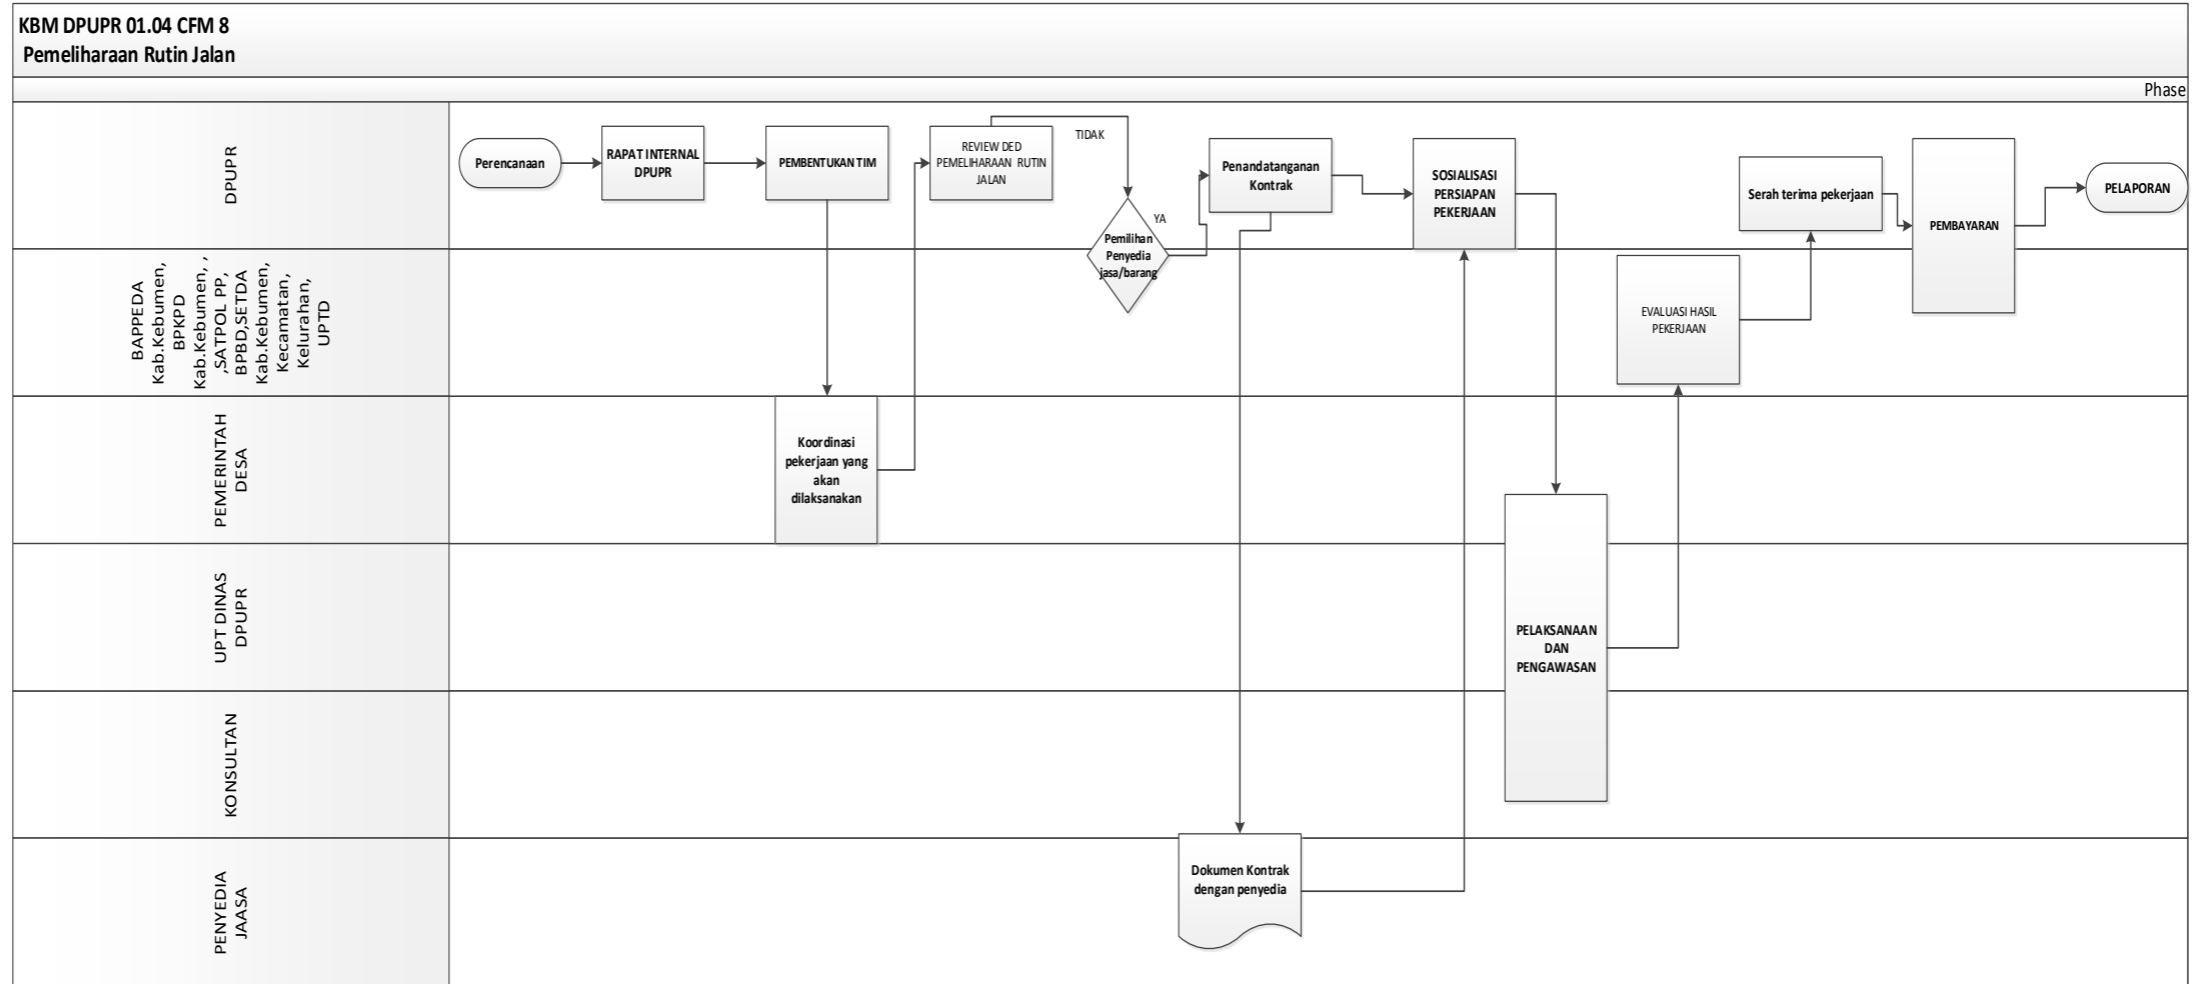 KBM DPUPR 01.04 CFM 8
Pemeliharaan Rutin Jalan
Phase
DPUPR
Perencanaan
RAPAT INTERNAL
DPUPR
PEMBENTUKAN TIM
REVIEW DED
PEMELIHARAAN RUTIN
JALAN
TIDAK
YA
Pemilihan
Penyedia
jasa/barang
Penandatanganan
Kontrak
SOSIALISASI
PERSIAPAN
PEKERJAAN
Serah terima pekerjaan
PEMBAYARAN
PELAPORAN
BAPPEDA
Kab.Kebumen,
BPKPD
Kab.Kebumen, ,
,SATPOL PP,
BPBD,SETDA
Kab.Kebumen,
Kecamatan,
Kelurahan,
UPTD
EVALUASI HASIL
PEKERJAAN
PEMERINTAH
DESA
Koordinasi
pekerjaan yang
akan
dilaksanakan
UPT DINAS
DPUPR
PELAKSANAAN
DAN
PENGAWASAN
KONSULTAN
PENYEDIA
JAASA
Dokumen Kontrak
dengan penyedia